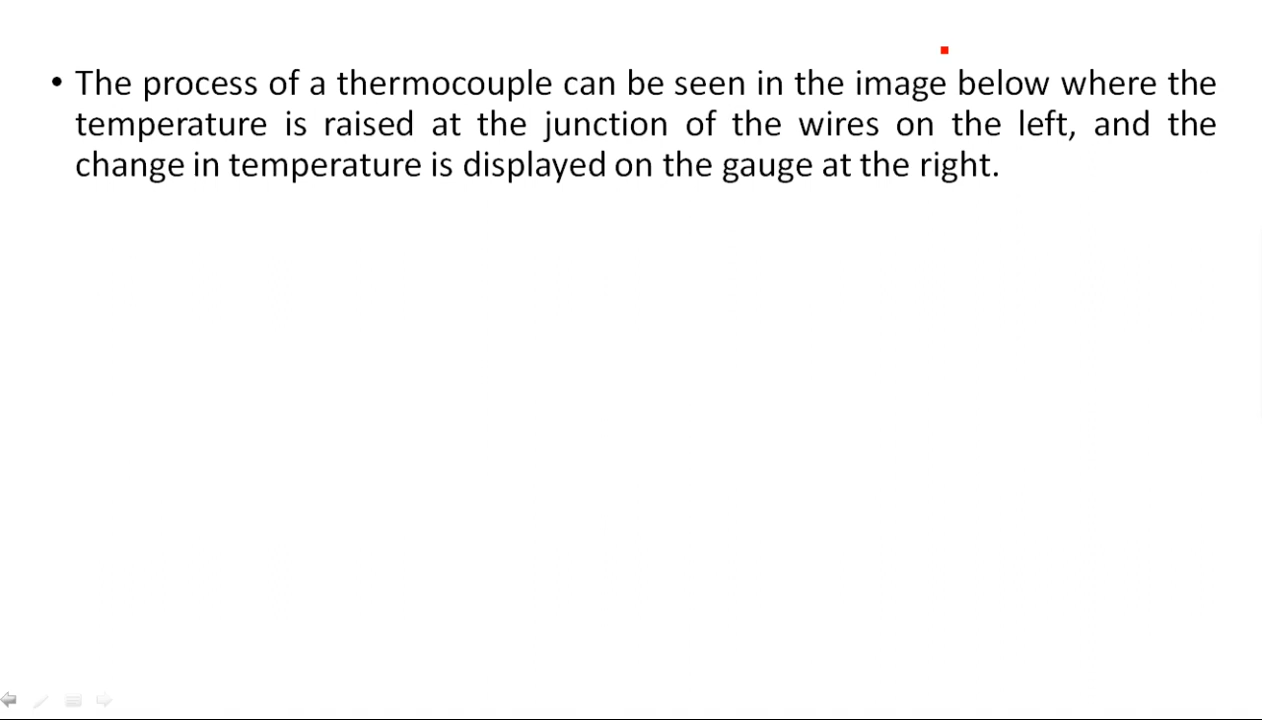 • The process of a thermocouple can be seen in the image below where the
temperature is raised at the junction of the wires on the left, and the
change in temperature is displayed on the gauge at the right.